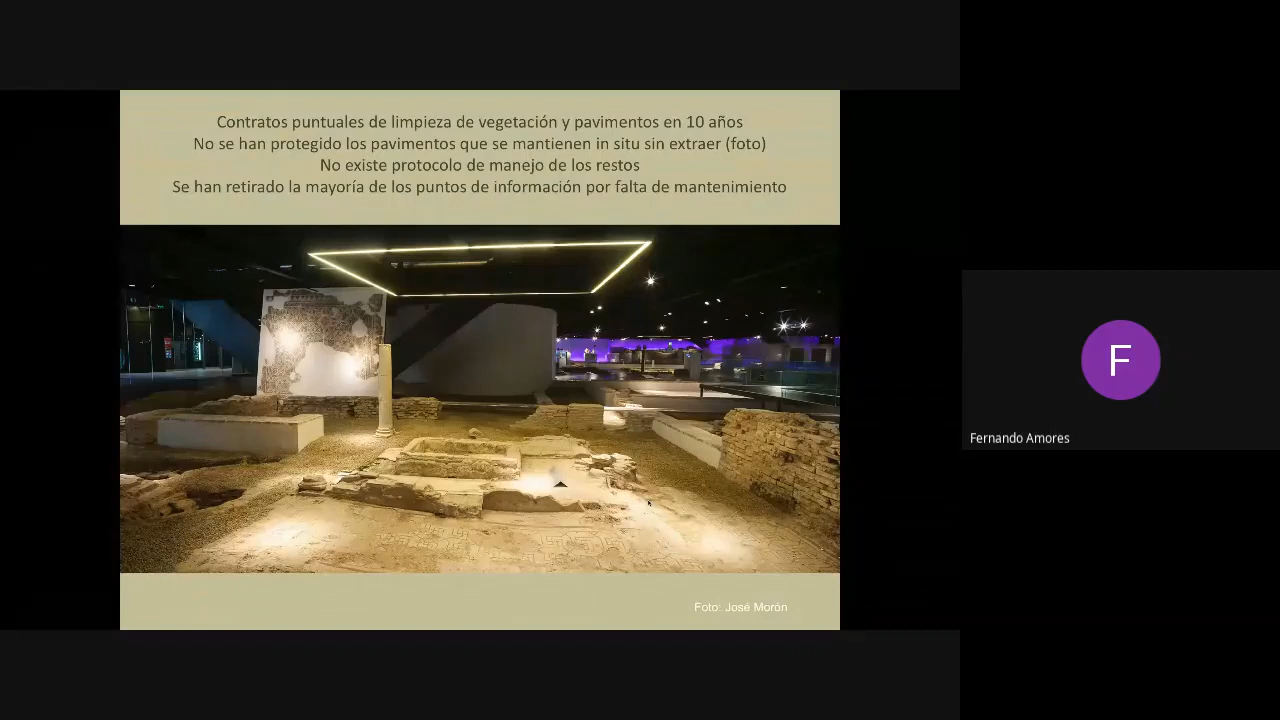 Contratos puntuales de limpieza de vegetación y pavimentos en 10 años
No se han protegido los pavimentos que se mantienen in situ sin extraer (foto)
No existe protocolo de manejo de los restos
Se han retirado la mayoría de los puntos de información por falta de mantenimiento
Foto: José Morón
F
Fernando Amores